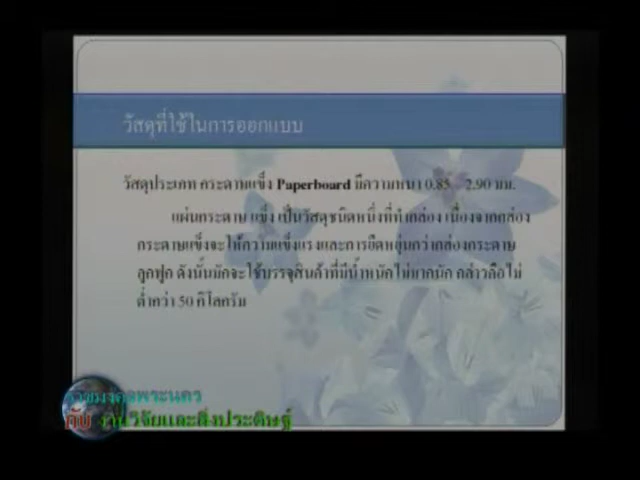 วัสดุที่ใช้ในการออกแบบ
วัสดุประเภท กระดาษแข็ง Paperboard มีความหนา 0.85 - 2.90 มม.
แผ่นกระดาษ แข็ง เป็นวัสดุชนิดหนึ่งที่ทำกล่อง เนื่องจากกล่อง
กระดาษแข็งจะให้ความแข็งแรงและการยืดหยุ่นกว่ากล่องกระดาษ
ลูกฟูก ดังนั้นมักจะใช้บรรจุสินค้าที่มีน้ำหนักไม่มากนัก กล่าวคือไม่
ต่ำกว่า 50 กิโลกรัม
ราชมงคลพระนคร
กับ งานวิจัยและสิ่งประดิษฐ์